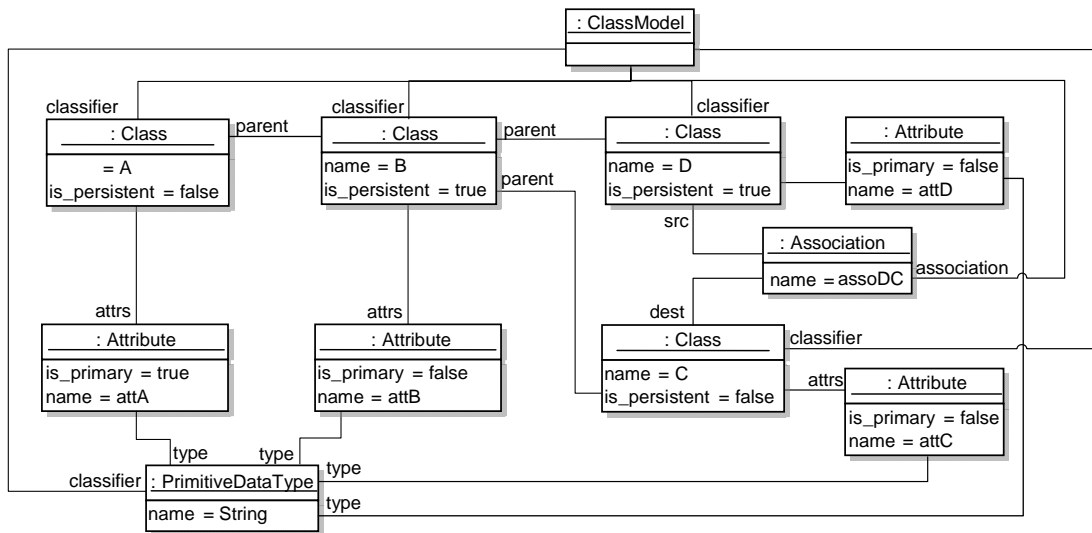 : ClassModel
classifier
classifier
classifier
: Class
= A
is_persistent = false
parent
: Class
name = B
is_persistent = true
parent
parent
: Class
name = D
is_persistent = true
: Attribute
is_primary = false
name = attD
src
: Association
name = assoDC
association
attrs
attrs
dest
: Attribute
is_primary = true
name = attA
: Attribute
is_primary = false
name = attB
: Class
name = C
is_persistent = false
classifier
attrs
: Attribute
is_primary = false
name = attC
type
type
type
type
classifier
: PrimitiveDataType
name = String